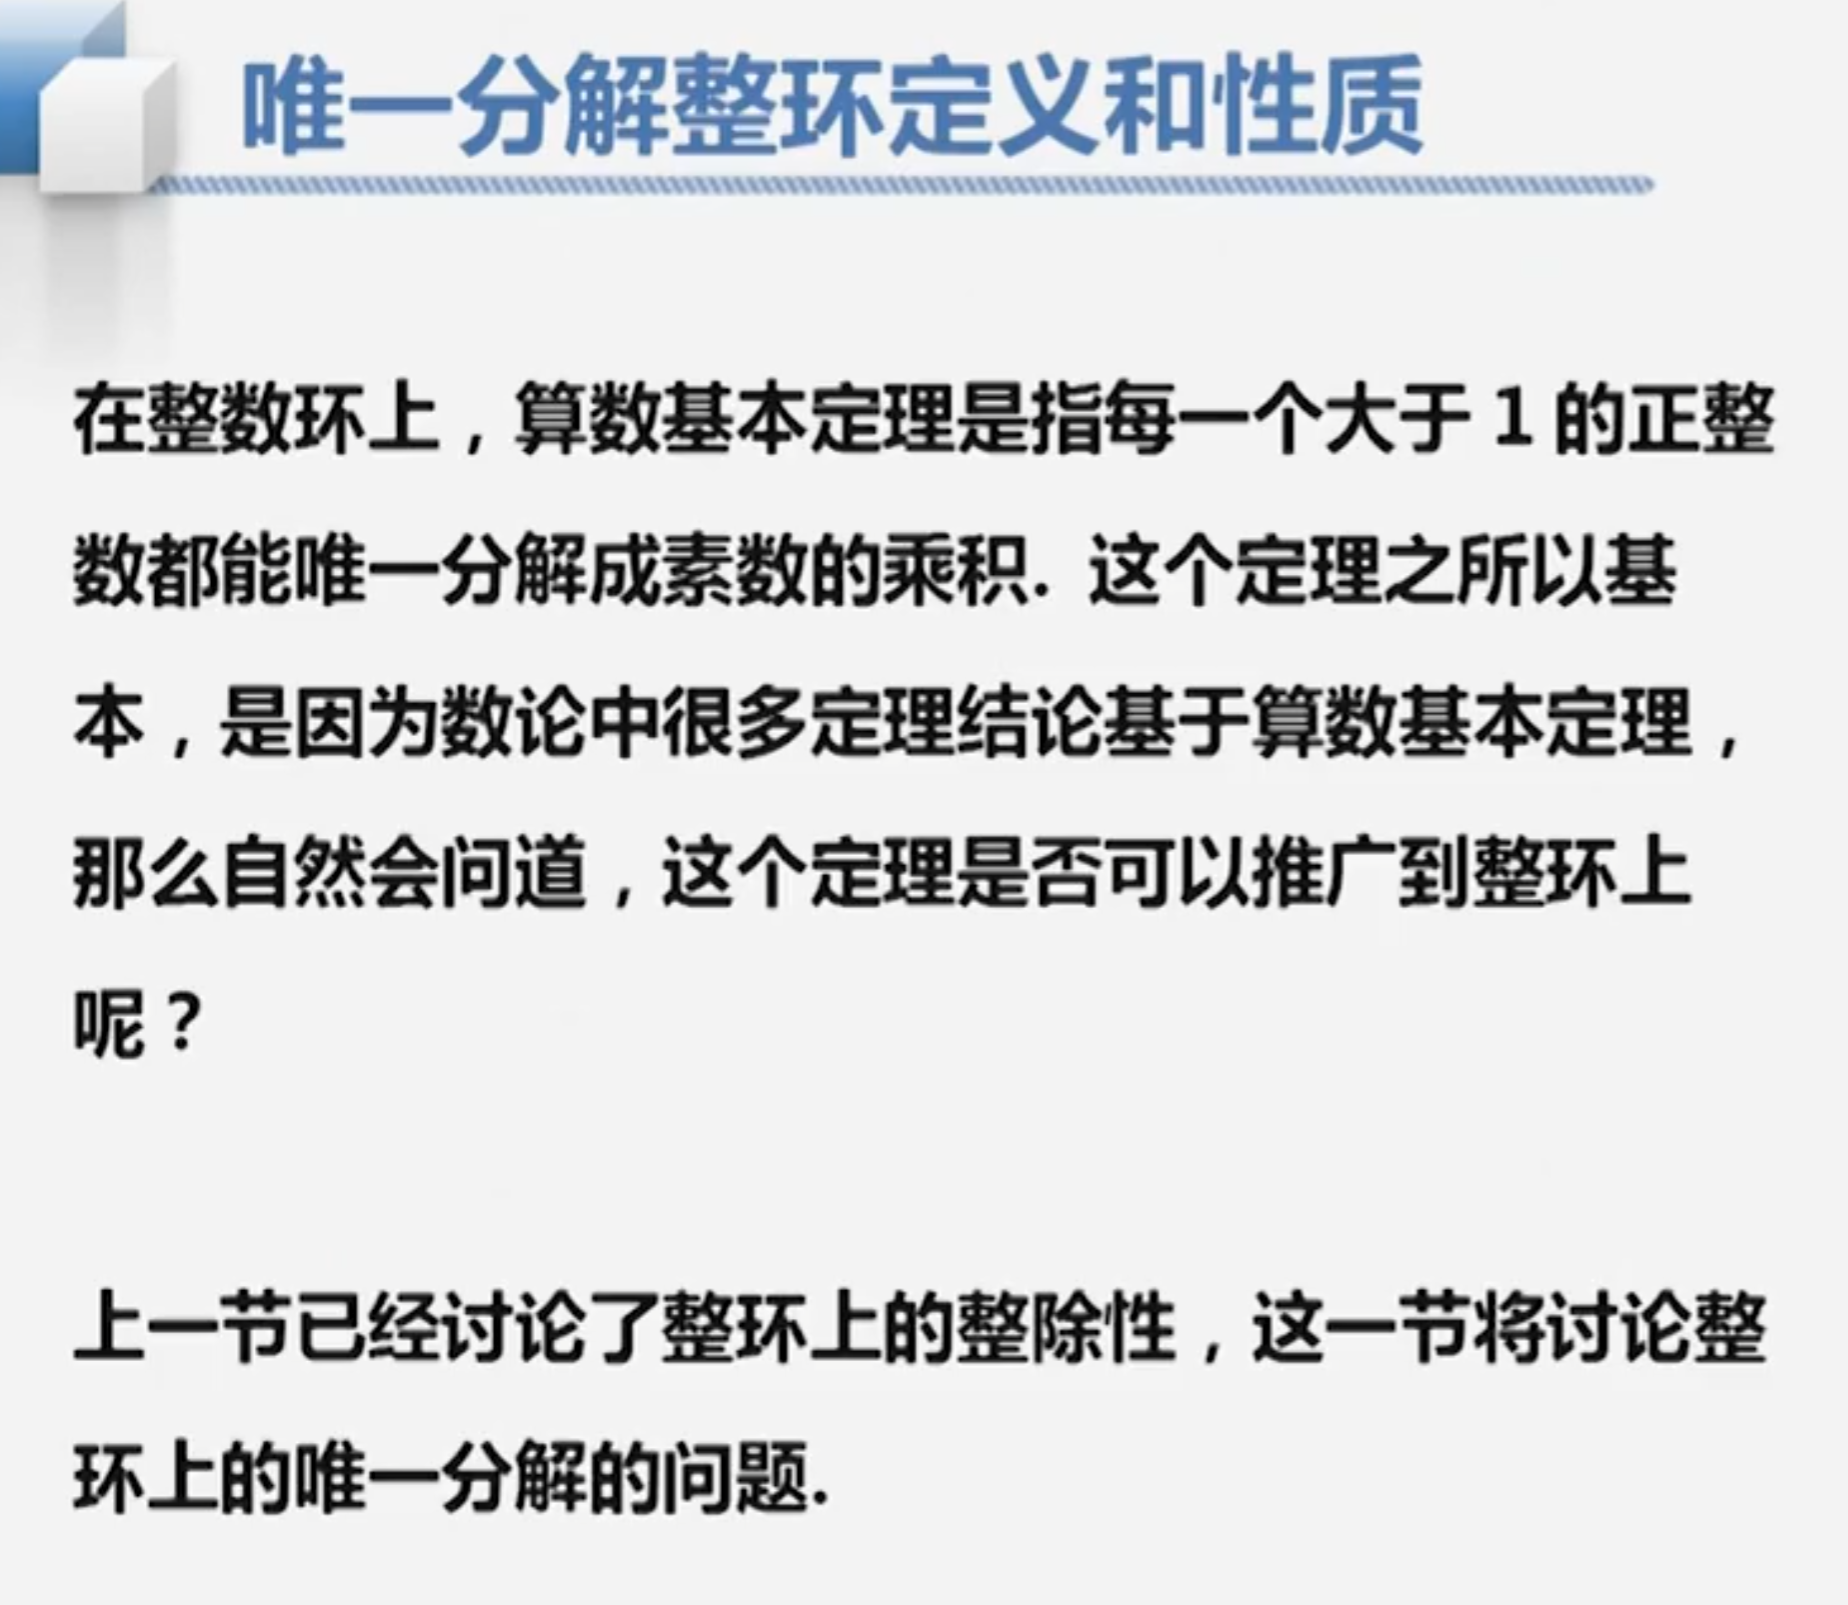 唯一分解整环定义和性质
在整数环上，算数基本定理是指每一个大于 1 的正整
数都能唯一分解成素数的乘积. 这个定理之所以基
本，是因为数论中很多定理结论基于算数基本定理，
那么自然会问道，这个定理是否可以推广到整环上
呢？
上一节已经讨论了整环上的整除性，这一节将讨论整
环上的唯一分解的问题.